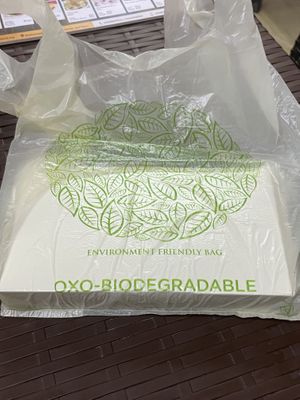 ENVIRONMENT FRIENDLY BAG
OXO-BIODEGRADABLE